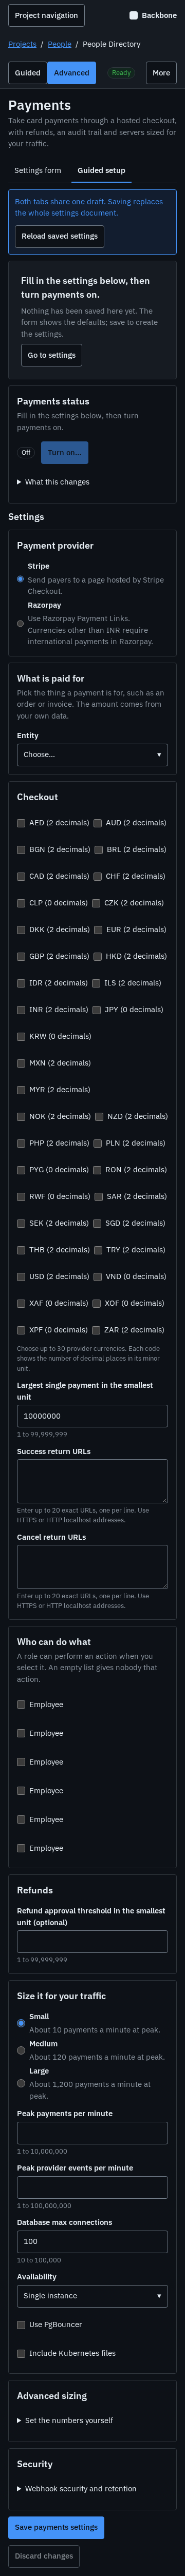 Project navigation
Backbone
Projects / People / People Directory
Guided
Advanced
Ready
More
Payments
Take card payments through a hosted checkout,
with refunds, an audit trail and servers sized for
your traffic.
Settings form
Guided setup
Both tabs share one draft. Saving replaces
the whole settings document.
Reload saved settings
Fill in the settings below, then
turn payments on.
Nothing has been saved here yet. The
form shows the defaults; save to create
the settings.
Go to settings
Payments status
Fill in the settings below, then turn
payments on.
Off
Turn on...
▶ What this changes
Settings
Payment provider
Stripe
Send payers to a page hosted by Stripe
Checkout.
Razorpay
Use Razorpay Payment Links.
Currencies other than INR require
international payments in Razorpay.
What is paid for
Pick the thing a payment is for, such as an
order or invoice. The amount comes from
your own data.
Entity
Choose... ▾
Checkout
AED (2 decimals) AUD (2 decimals)
BGN (2 decimals) BRL (2 decimals)
CAD (2 decimals) CHF (2 decimals)
CLP (0 decimals) CZK (2 decimals)
DKK (2 decimals) EUR (2 decimals)
GBP (2 decimals) HKD (2 decimals)
IDR (2 decimals) ILS (2 decimals)
INR (2 decimals) JPY (0 decimals)
KRW (0 decimals)
MXN (2 decimals)
MYR (2 decimals)
NOK (2 decimals) NZD (2 decimals)
PHP (2 decimals) PLN (2 decimals)
PYG (0 decimals) RON (2 decimals)
RWF (0 decimals) SAR (2 decimals)
SEK (2 decimals) SGD (2 decimals)
THB (2 decimals) TRY (2 decimals)
USD (2 decimals) VND (0 decimals)
XAF (0 decimals) XOF (0 decimals)
XPF (0 decimals) ZAR (2 decimals)
Choose up to 30 provider currencies. Each code
shows the number of decimal places in its minor
unit.
Largest single payment in the smallest
unit
10000000
1 to 99,999,999
Success return URLs
Enter up to 20 exact URLs, one per line. Use
HTTPS or HTTP localhost addresses.
Cancel return URLs
Enter up to 20 exact URLs, one per line. Use
HTTPS or HTTP localhost addresses.
Who can do what
A role can perform an action when you
select it. An empty list gives nobody that
action.
Employee
Employee
Employee
Employee
Employee
Employee
Refunds
Refund approval threshold in the smallest
unit (optional)
1 to 99,999,999
Size it for your traffic
Small
About 10 payments a minute at peak.
Medium
About 120 payments a minute at peak.
Large
About 1,200 payments a minute at
peak.
Peak payments per minute
1 to 10,000,000
Peak provider events per minute
1 to 100,000,000
Database max connections
100
10 to 100,000
Availability
Single instance ▾
Use PgBouncer
Include Kubernetes files
Advanced sizing
▶ Set the numbers yourself
Security
▶ Webhook security and retention
Save payments settings
Discard changes